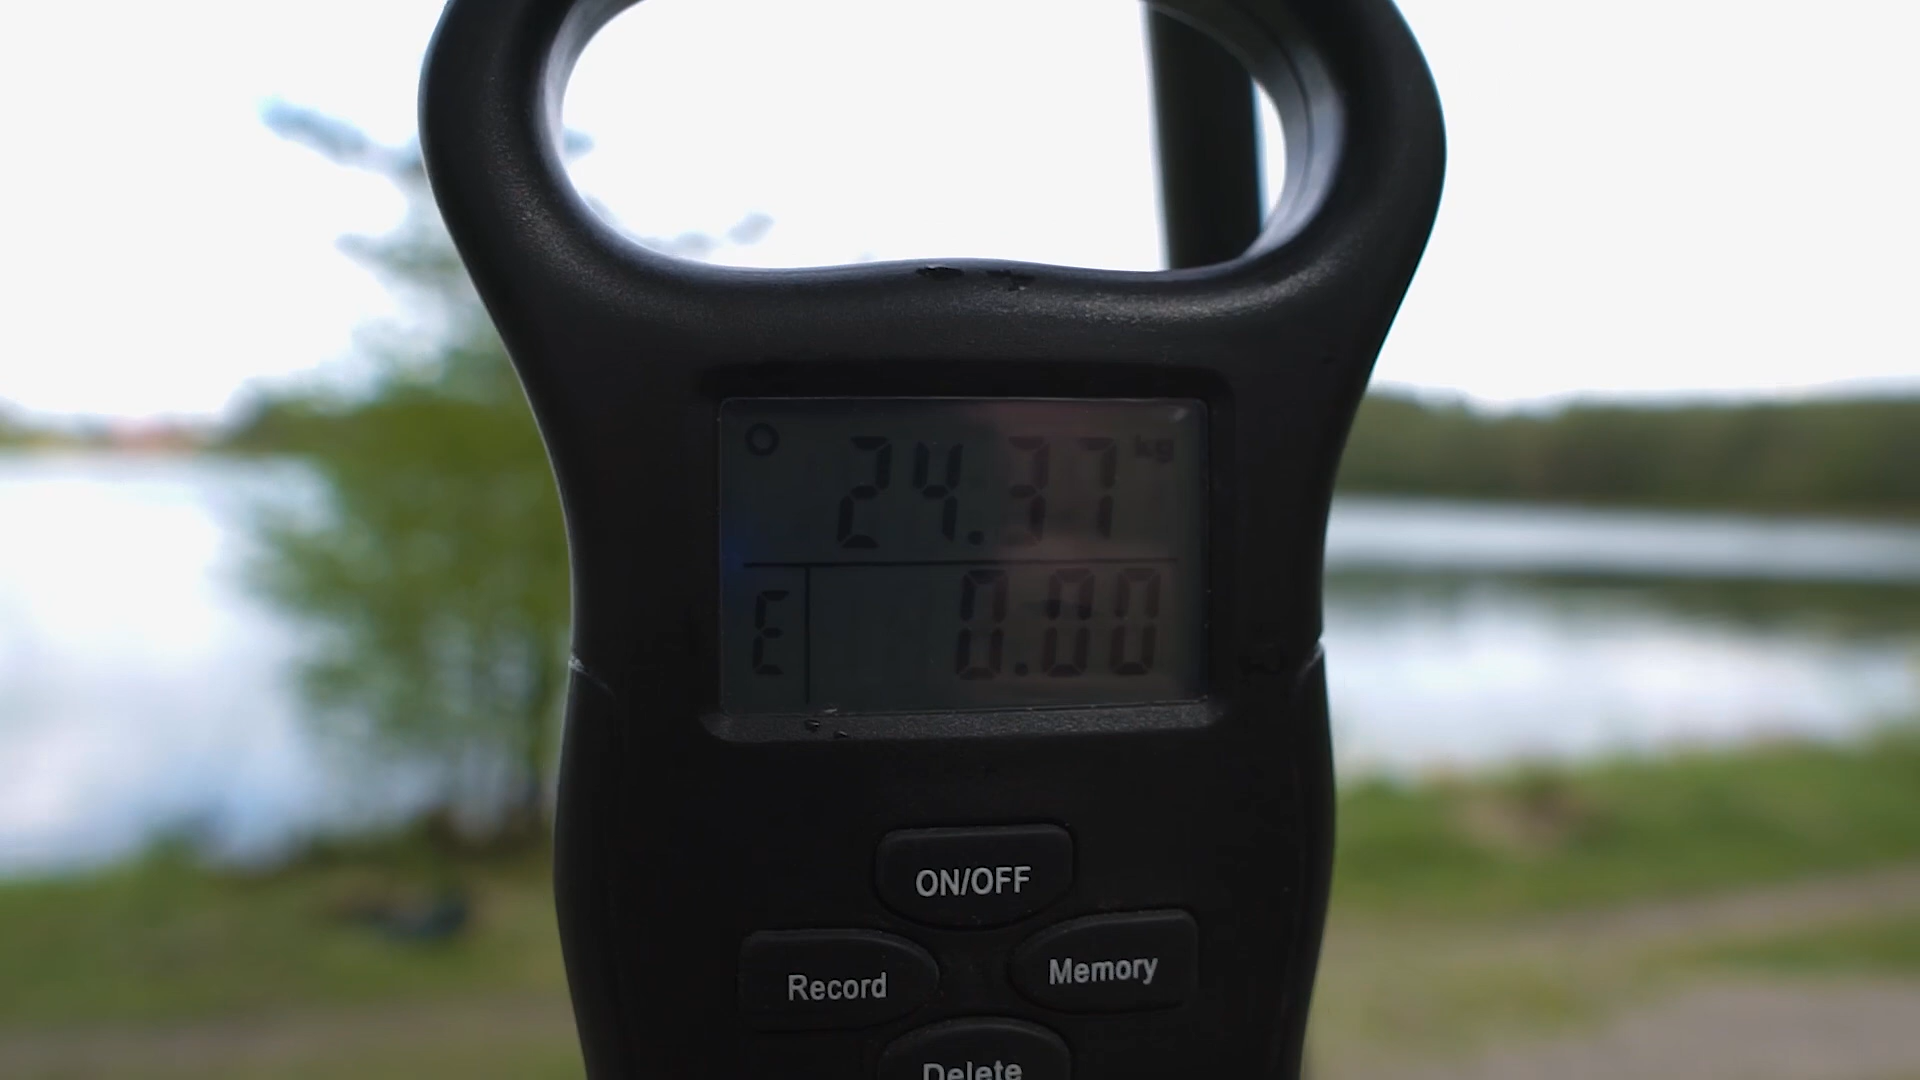 O 24.37 kg
E 0.00
ON/OFF
Record Memory
Delete